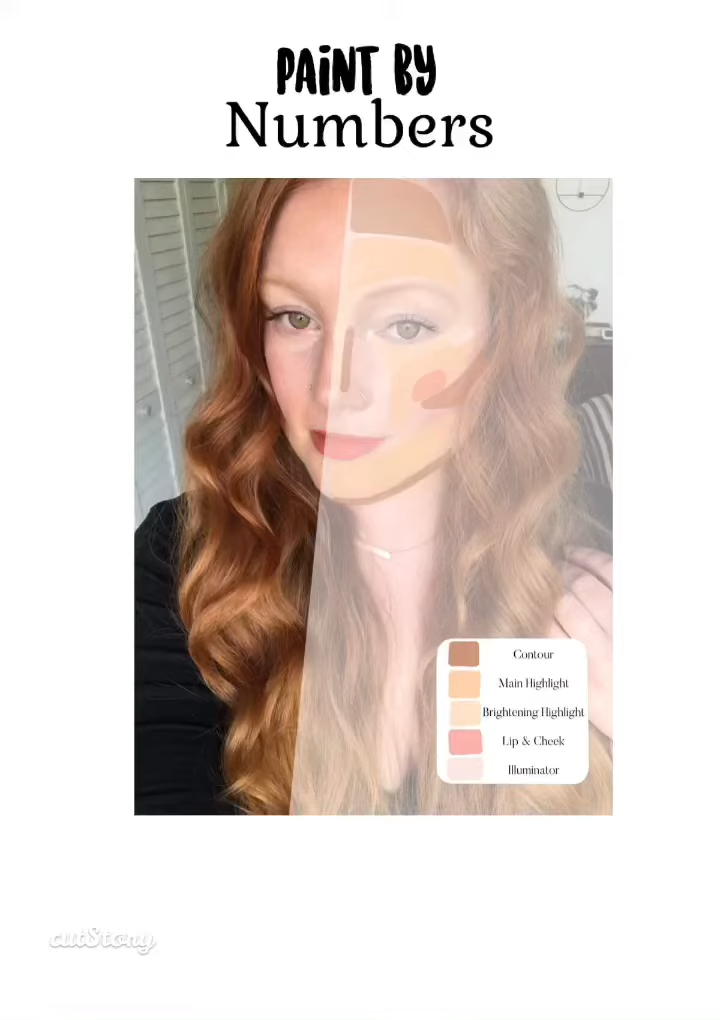 PAiNT BY
Numbers
Contour
Main Highlight
Brightening Highlight
Lip & Cheek
Illuminator
cutStory